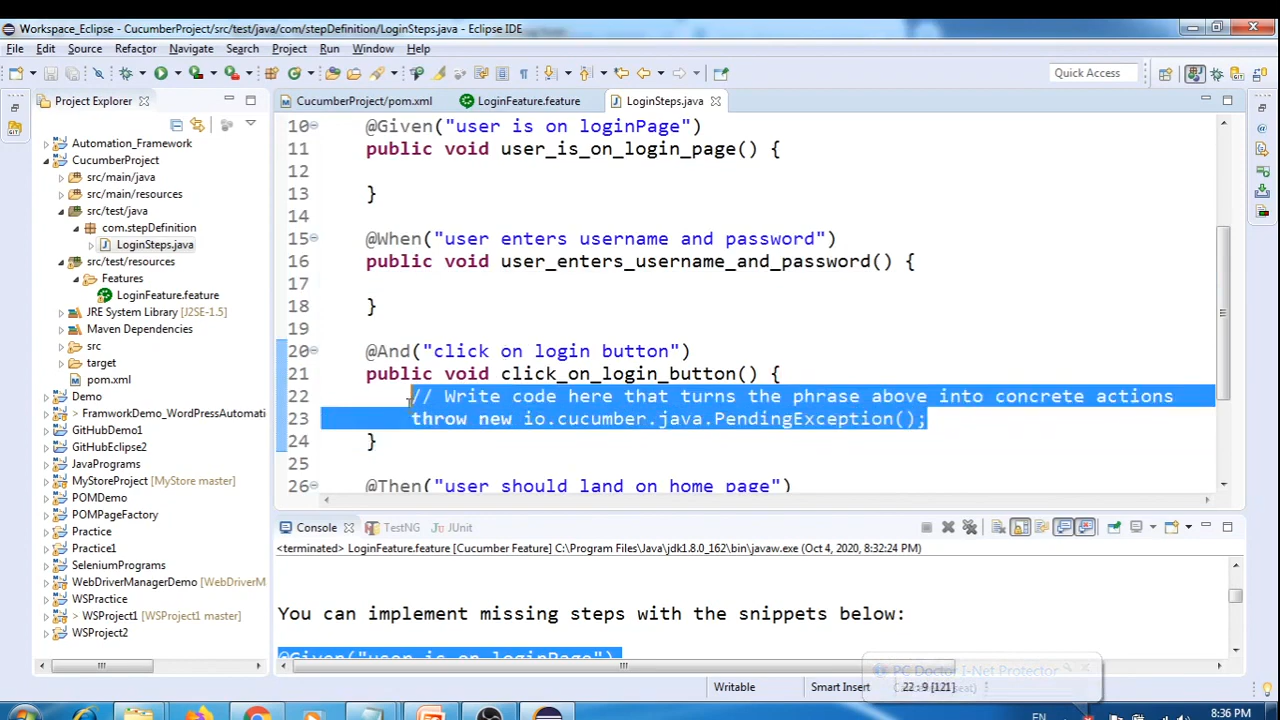 Workspace_Eclipse - CucumberProject/src/test/java/com/stepDefinition/LoginSteps.java - Eclipse IDE
File Edit Source Refactor Navigate Search Project Run Window Help
Quick Access
Project Explorer
CucumberProject/pom.xml LoginFeature.feature LoginSteps.java
Automation_Framework
CucumberProject
src/main/java
src/main/resources
src/test/java
com.stepDefinition
LoginSteps.java
src/test/resources
Features
LoginFeature.feature
JRE System Library [J2SE-1.5]
Maven Dependencies
src
target
pom.xml
Demo
> FramworkDemo_WordPressAutomati
GitHubDemo1
GitHubEclipse2
JavaPrograms
MyStoreProject [MyStore master]
POMDemo
POMPageFactory
Practice
Practice1
SeleniumPrograms
WebDriverManagerDemo [WebDriverM
WSPractice
> WSProject1 [WSProject1 master]
WSProject2
10 @Given("user is on loginPage")
11 public void user_is_on_login_page() {
12
13 }
14
15 @When("user enters username and password")
16 public void user_enters_username_and_password() {
17
18 }
19
20 @And("click on login button")
21 public void click_on_login_button() {
22 // Write code here that turns the phrase above into concrete actions
23 throw new io.cucumber.java.PendingException();
24 }
25
26 @Then("user should land on home page")
Console TestNG JUnit
<terminated> LoginFeature.feature [Cucumber Feature] C:\Program Files\Java\jdk1.8.0_162\bin\javaw.exe (Oct 4, 2020, 8:32:24 PM)
You can implement missing steps with the snippets below:
@Given("user is on loginPage")
PC Doctor I-Net Protector
Writable Smart Insert 22 : 9 [121]
EN 8:36 PM